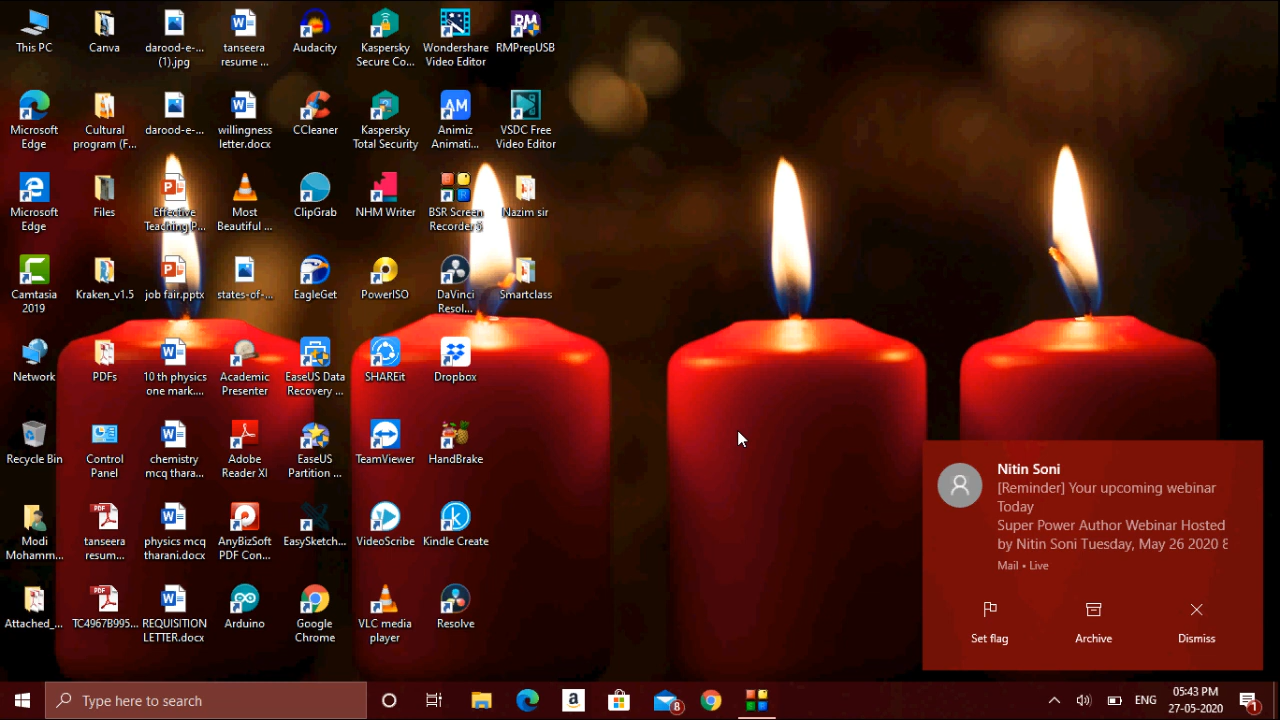 This PC
Canva
darood-e-...
(1).jpg
tanseera
resume ...
Audacity
Kaspersky
Secure Co...
Wondershare
Video Editor
RMPrepUSB
Microsoft
Edge
Cultural
program (F...
darood-e-...
willingness
letter.docx
CCleaner
Kaspersky
Total Security
Animiz
Animati...
VSDC Free
Video Editor
Microsoft
Edge
Files
Effective
Teaching P...
Most
Beautiful ...
ClipGrab
NHM Writer
BSR Screen
Recorder 6
Nazim sir
Camtasia
2019
Kraken_v1.5
job fair.pptx
states-of-...
EagleGet
PowerISO
DaVinci
Resol...
Smartclass
Network
PDFs
10 th physics
one mark....
Academic
Presenter
EaseUS Data
Recovery ...
SHAREit
Dropbox
Recycle Bin
Control
Panel
chemistry
mcq thara...
Adobe
Reader XI
EaseUS
Partition ...
TeamViewer
HandBrake
Modi
Mohamm...
tanseera
resum...
physics mcq
tharani.docx
AnyBizSoft
PDF Con...
EasySketch...
VideoScribe
Kindle Create
Attached_...
TC4967B995...
REQUISITION
LETTER.docx
Arduino
Google
Chrome
VLC media
player
Resolve
Nitin Soni
[Reminder] Your upcoming webinar
Today
Super Power Author Webinar Hosted
by Nitin Soni Tuesday, May 26 2020 8
Mail • Live
Set flag
Archive
Dismiss
Type here to search
8
ENG
05:43 PM
27-05-2020
1